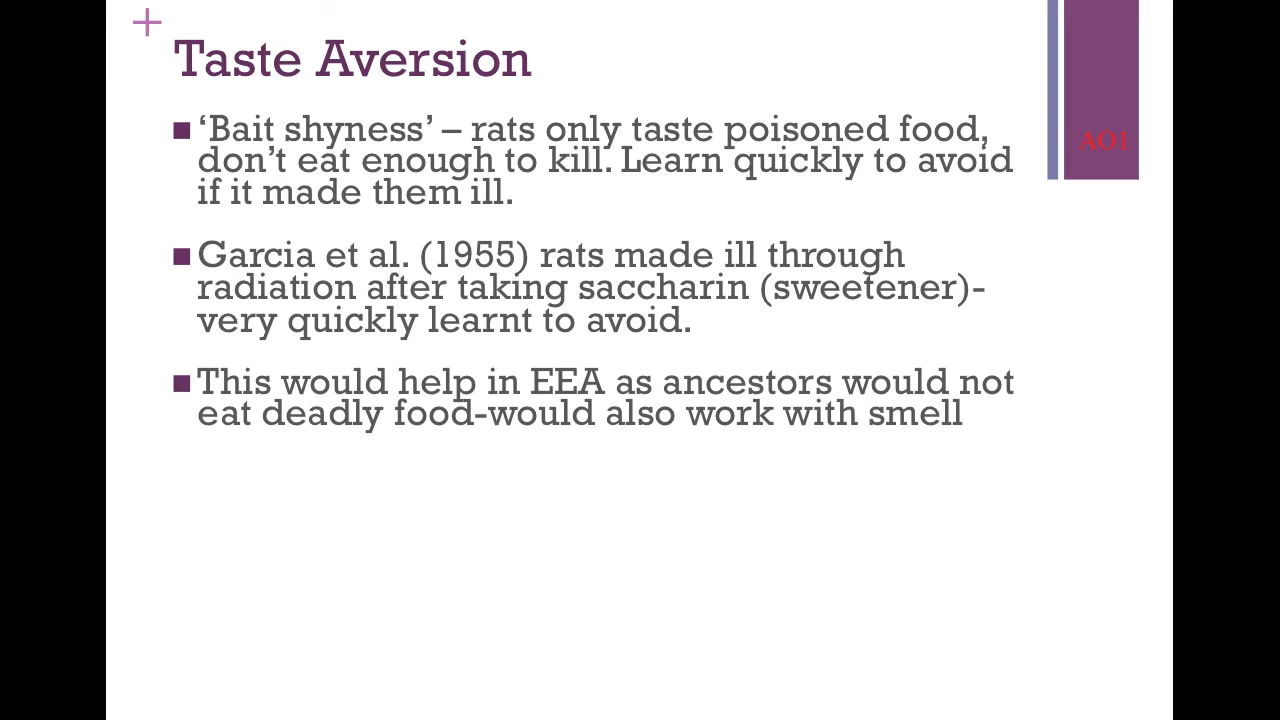 Taste Aversion
‘Bait shyness’ – rats only taste poisoned food,
don’t eat enough to kill. Learn quickly to avoid
if it made them ill.
Garcia et al. (1955) rats made ill through
radiation after taking saccharin (sweetener)-
very quickly learnt to avoid.
This would help in EEA as ancestors would not
eat deadly food-would also work with smell
AO1